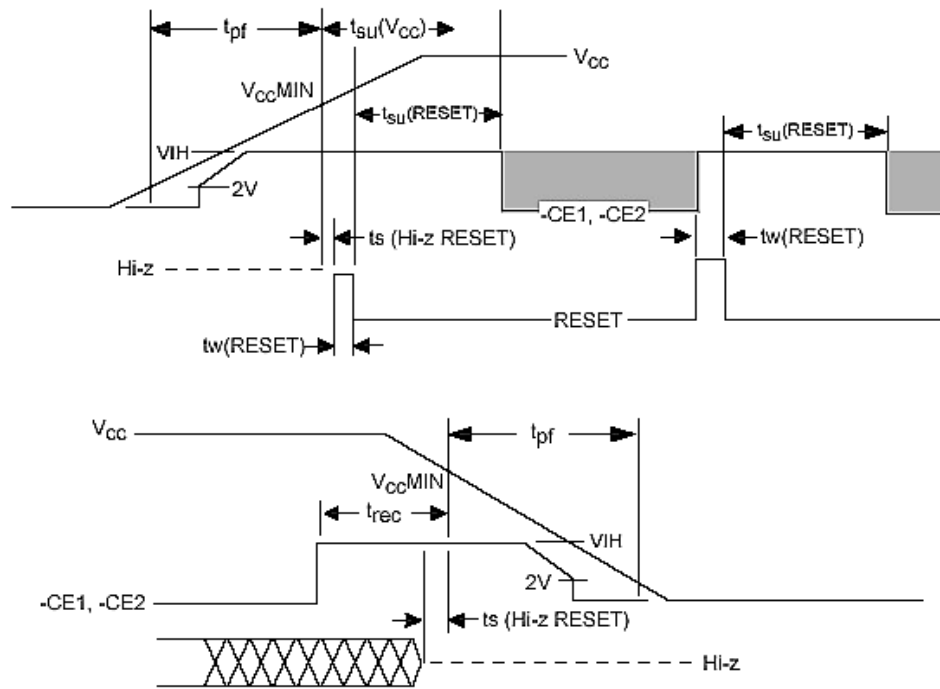 tpf
tsu(VCC)
VCC
VCCMIN
tsu(RESET)
tsu(RESET)
VIH
2V
-CE1, -CE2
ts (Hi-z RESET)
tw(RESET)
Hi-z
RESET
tw(RESET)
VCC
tpf
VCCMIN
trec
VIH
2V
-CE1, -CE2
ts (Hi-z RESET)
Hi-z